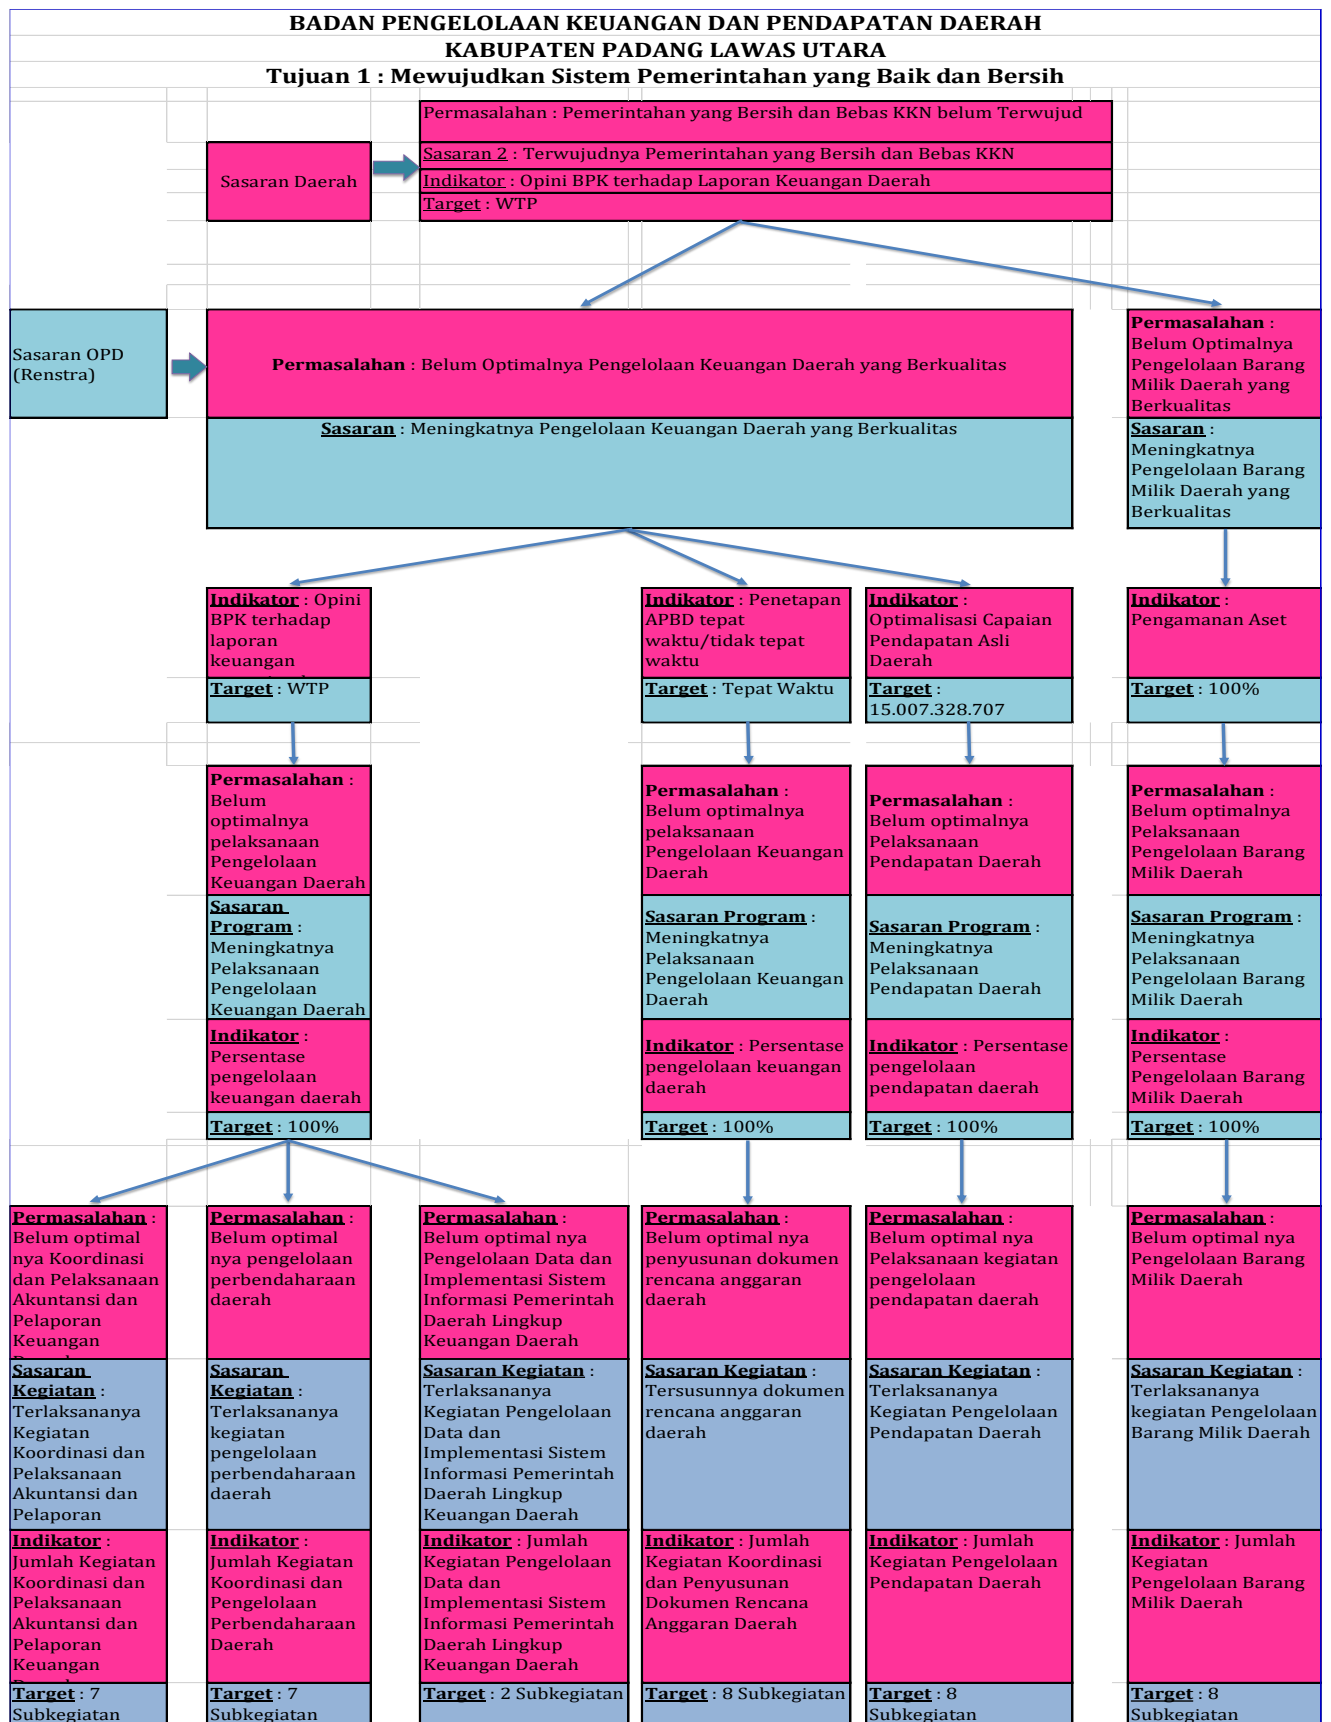 BADAN PENGELOLAAN KEUANGAN DAN PENDAPATAN DAERAH
KABUPATEN PADANG LAWAS UTARA
Tujuan 1 : Mewujudkan Sistem Pemerintahan yang Baik dan Bersih
Permasalahan : Pemerintahan yang Bersih dan Bebas KKN belum Terwujud
Sasaran Daerah
Sasaran 2 : Terwujudnya Pemerintahan yang Bersih dan Bebas KKN
Indikator : Opini BPK terhadap Laporan Keuangan Daerah
Target : WTP
Sasaran OPD
(Renstra)
Permasalahan : Belum Optimalnya Pengelolaan Keuangan Daerah yang Berkualitas
Sasaran : Meningkatnya Pengelolaan Keuangan Daerah yang Berkualitas
Permasalahan :
Belum Optimalnya
Pengelolaan Barang
Milik Daerah yang
Berkualitas
Sasaran :
Meningkatnya
Pengelolaan Barang
Milik Daerah yang
Berkualitas
Indikator : Opini
BPK terhadap
laporan
keuangan
Target : WTP
Indikator : Penetapan
APBD tepat
waktu/tidak tepat
waktu
Target : Tepat Waktu
Indikator :
Optimalisasi Capaian
Pendapatan Asli
Daerah
Target :
15.007.328.707
Indikator :
Pengamanan Aset
Target : 100%
Permasalahan :
Belum
optimalnya
pelaksanaan
Pengelolaan
Keuangan Daerah
Sasaran
Program :
Meningkatnya
Pelaksanaan
Pengelolaan
Keuangan Daerah
Indikator :
Persentase
pengelolaan
keuangan daerah
Target : 100%
Permasalahan :
Belum optimalnya
pelaksanaan
Pengelolaan Keuangan
Daerah
Sasaran Program :
Meningkatnya
Pelaksanaan
Pengelolaan Keuangan
Daerah
Indikator : Persentase
pengelolaan keuangan
daerah
Target : 100%
Permasalahan :
Belum optimalnya
Pelaksanaan
Pendapatan Daerah
Sasaran Program :
Meningkatnya
Pelaksanaan
Pendapatan Daerah
Indikator : Persentase
pengelolaan
pendapatan daerah
Target : 100%
Permasalahan :
Belum optimalnya
Pelaksanaan
Pengelolaan Barang
Milik Daerah
Sasaran Program :
Meningkatnya
Pelaksanaan
Pengelolaan Barang
Milik Daerah
Indikator :
Persentase
Pengelolaan Barang
Milik Daerah
Target : 100%
Permasalahan :
Belum optimal
nya Koordinasi
dan Pelaksanaan
Akuntansi dan
Pelaporan
Keuangan
Sasaran
Kegiatan :
Terlaksananya
Kegiatan
Koordinasi dan
Pelaksanaan
Akuntansi dan
Pelaporan
Indikator :
Jumlah Kegiatan
Koordinasi dan
Pelaksanaan
Akuntansi dan
Pelaporan
Keuangan
Target : 7
Subkegiatan
Permasalahan :
Belum optimal
nya pengelolaan
perbendaharaan
daerah
Sasaran
Kegiatan :
Terlaksananya
kegiatan
pengelolaan
perbendaharaan
daerah
Indikator :
Jumlah Kegiatan
Koordinasi dan
Pengelolaan
Perbendaharaan
Daerah
Target : 7
Subkegiatan
Permasalahan :
Belum optimal nya
Pengelolaan Data dan
Implementasi Sistem
Informasi Pemerintah
Daerah Lingkup
Keuangan Daerah
Sasaran Kegiatan :
Terlaksananya
Kegiatan Pengelolaan
Data dan
Implementasi Sistem
Informasi Pemerintah
Daerah Lingkup
Keuangan Daerah
Indikator : Jumlah
Kegiatan Pengelolaan
Data dan
Implementasi Sistem
Informasi Pemerintah
Daerah Lingkup
Keuangan Daerah
Target : 2 Subkegiatan
Permasalahan :
Belum optimal nya
penyusunan dokumen
rencana anggaran
daerah
Sasaran Kegiatan :
Tersusunnya dokumen
rencana anggaran
daerah
Indikator : Jumlah
Kegiatan Koordinasi
dan Penyusunan
Dokumen Rencana
Anggaran Daerah
Target : 8 Subkegiatan
Permasalahan :
Belum optimal nya
Pelaksanaan kegiatan
pengelolaan
pendapatan daerah
Sasaran Kegiatan :
Terlaksananya
Kegiatan Pengelolaan
Pendapatan Daerah
Indikator : Jumlah
Kegiatan Pengelolaan
Pendapatan Daerah
Target : 8
Subkegiatan
Permasalahan :
Belum optimal nya
Pengelolaan Barang
Milik Daerah
Sasaran Kegiatan :
Terlaksananya
kegiatan Pengelolaan
Barang Milik Daerah
Indikator : Jumlah
Kegiatan
Pengelolaan Barang
Milik Daerah
Target : 8
Subkegiatan